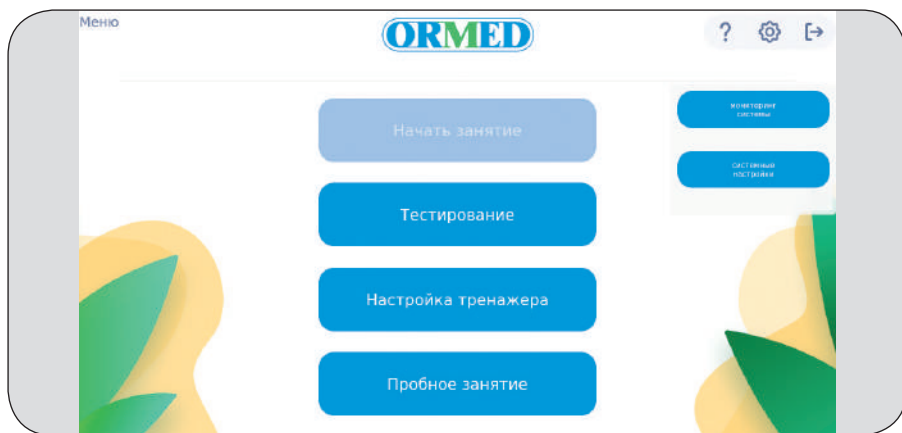 Меню
ORMED
?
Начать занятие
мониторинг
системы
Тестирование
системные
настройки
Настройка тренажера
Пробное занятие